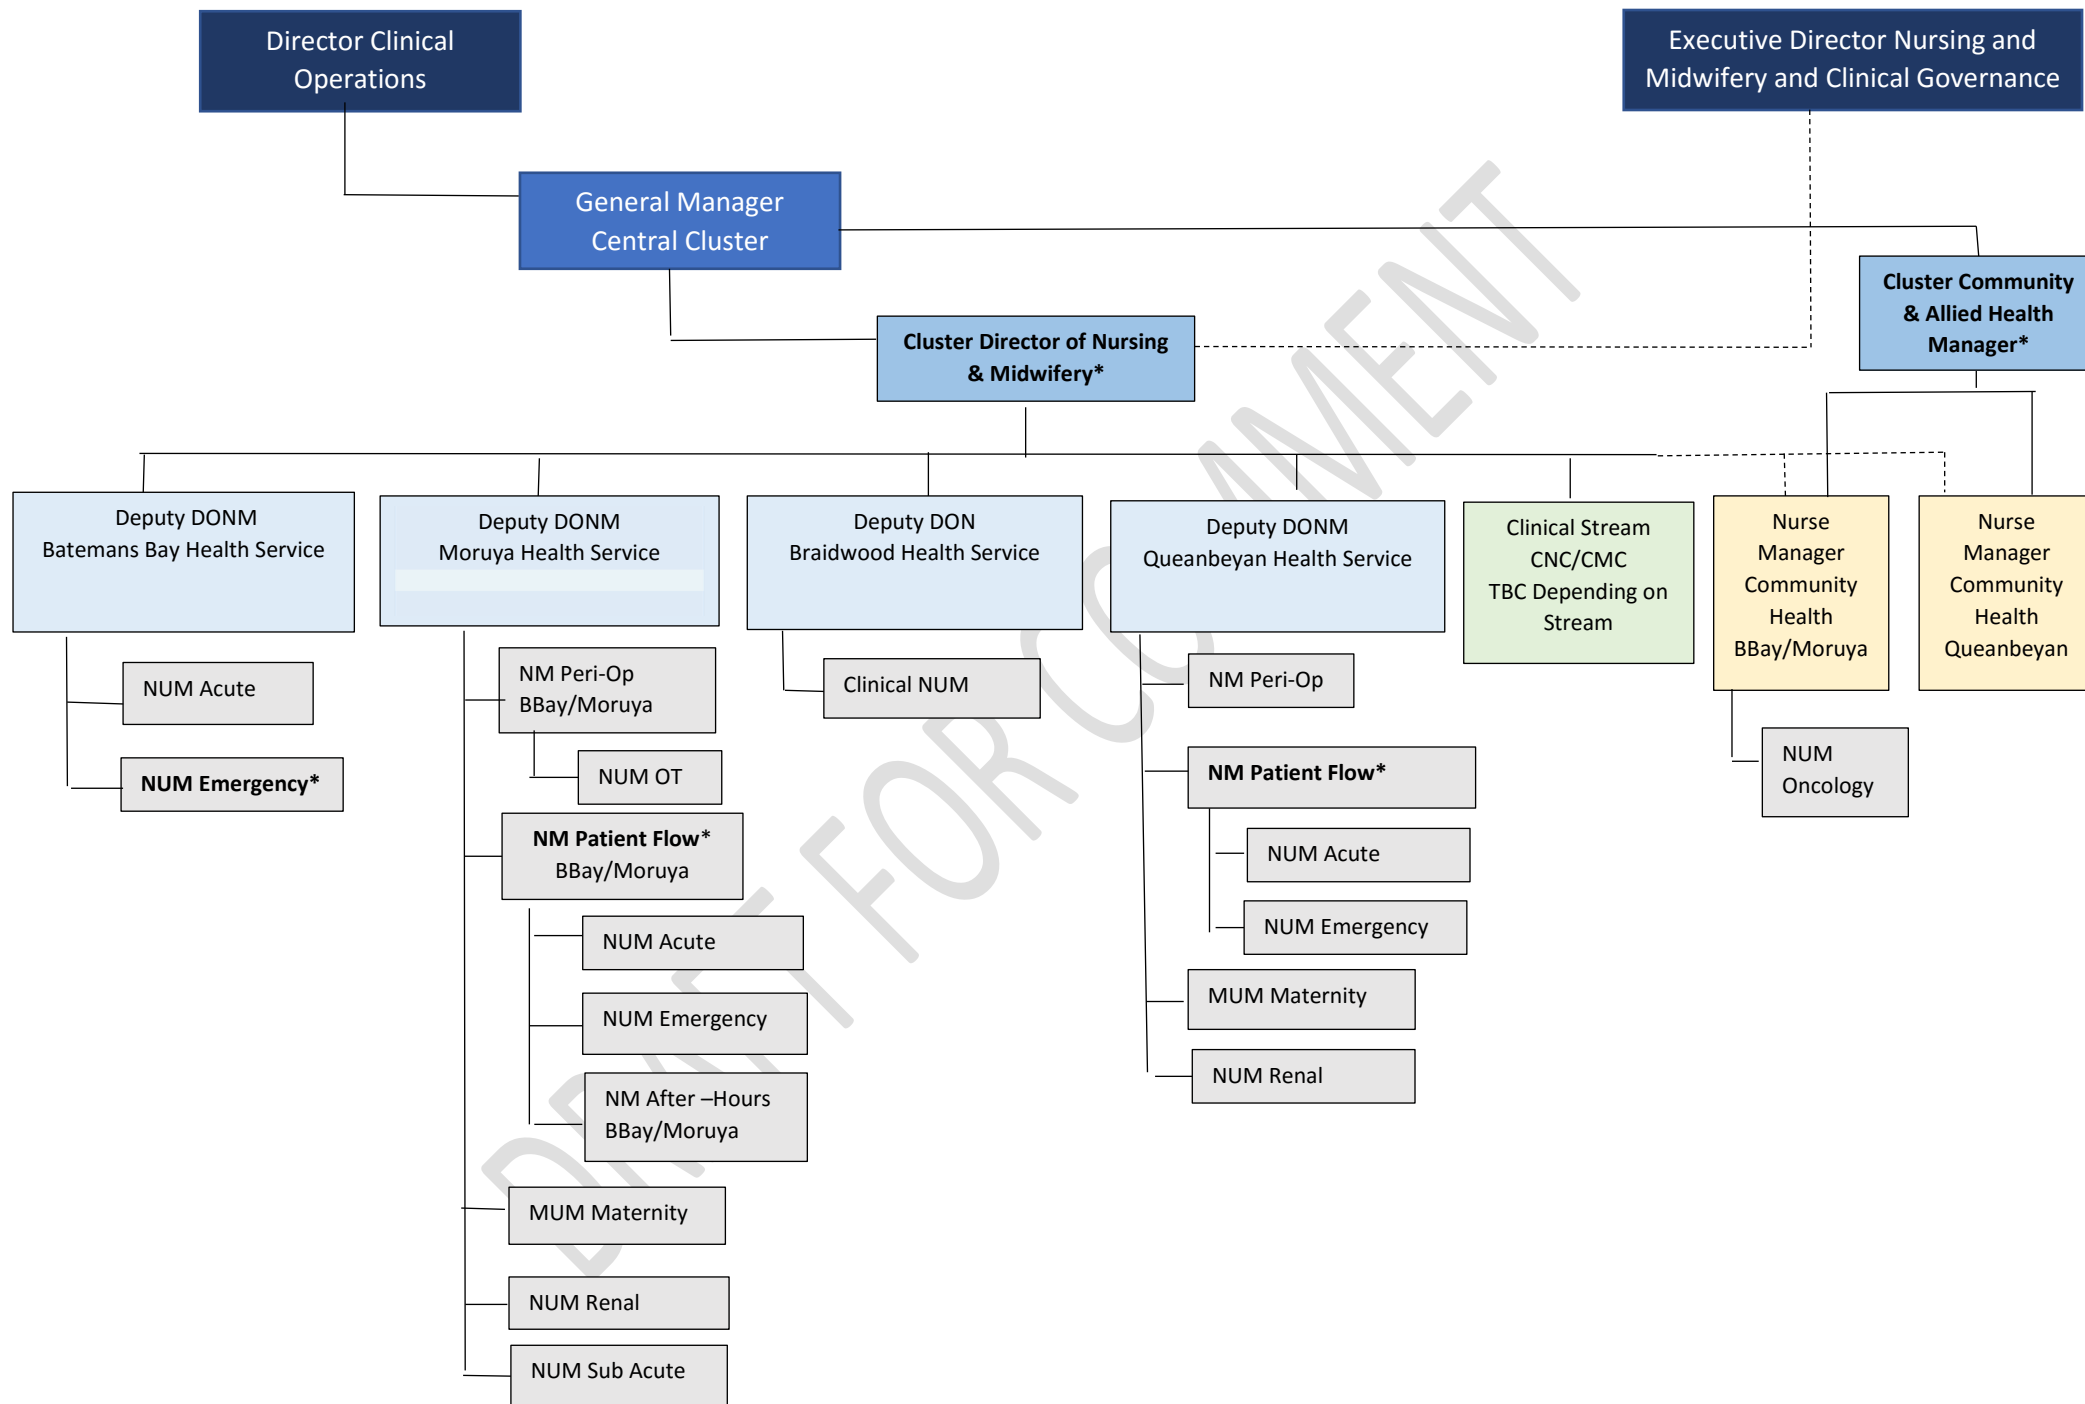 Director Clinical
Operations
Executive Director Nursing and
Midwifery and Clinical Governance
General Manager
Central Cluster
Cluster Community
& Allied Health
Manager*
Cluster Director of Nursing
& Midwifery*
Deputy DONM
Batemans Bay Health Service
NUM Acute
NUM Emergency*
Deputy DONM
Moruya Health Service
NM Peri-Op
BBay/Moruya
NUM OT
NM Patient Flow*
BBay/Moruya
NUM Acute
NUM Emergency
NM After –Hours
BBay/Moruya
MUM Maternity
NUM Renal
NUM Sub Acute
Deputy DON
Braidwood Health Service
Clinical NUM
Deputy DONM
Queanbeyan Health Service
NM Peri-Op
NM Patient Flow*
NUM Acute
NUM Emergency
MUM Maternity
NUM Renal
Clinical Stream
CNC/CMC
TBC Depending on
Stream
Nurse
Manager
Community
Health
BBay/Moruya
NUM
Oncology
Nurse
Manager
Community
Health
Queanbeyan
DRAFT FOR COMMENT